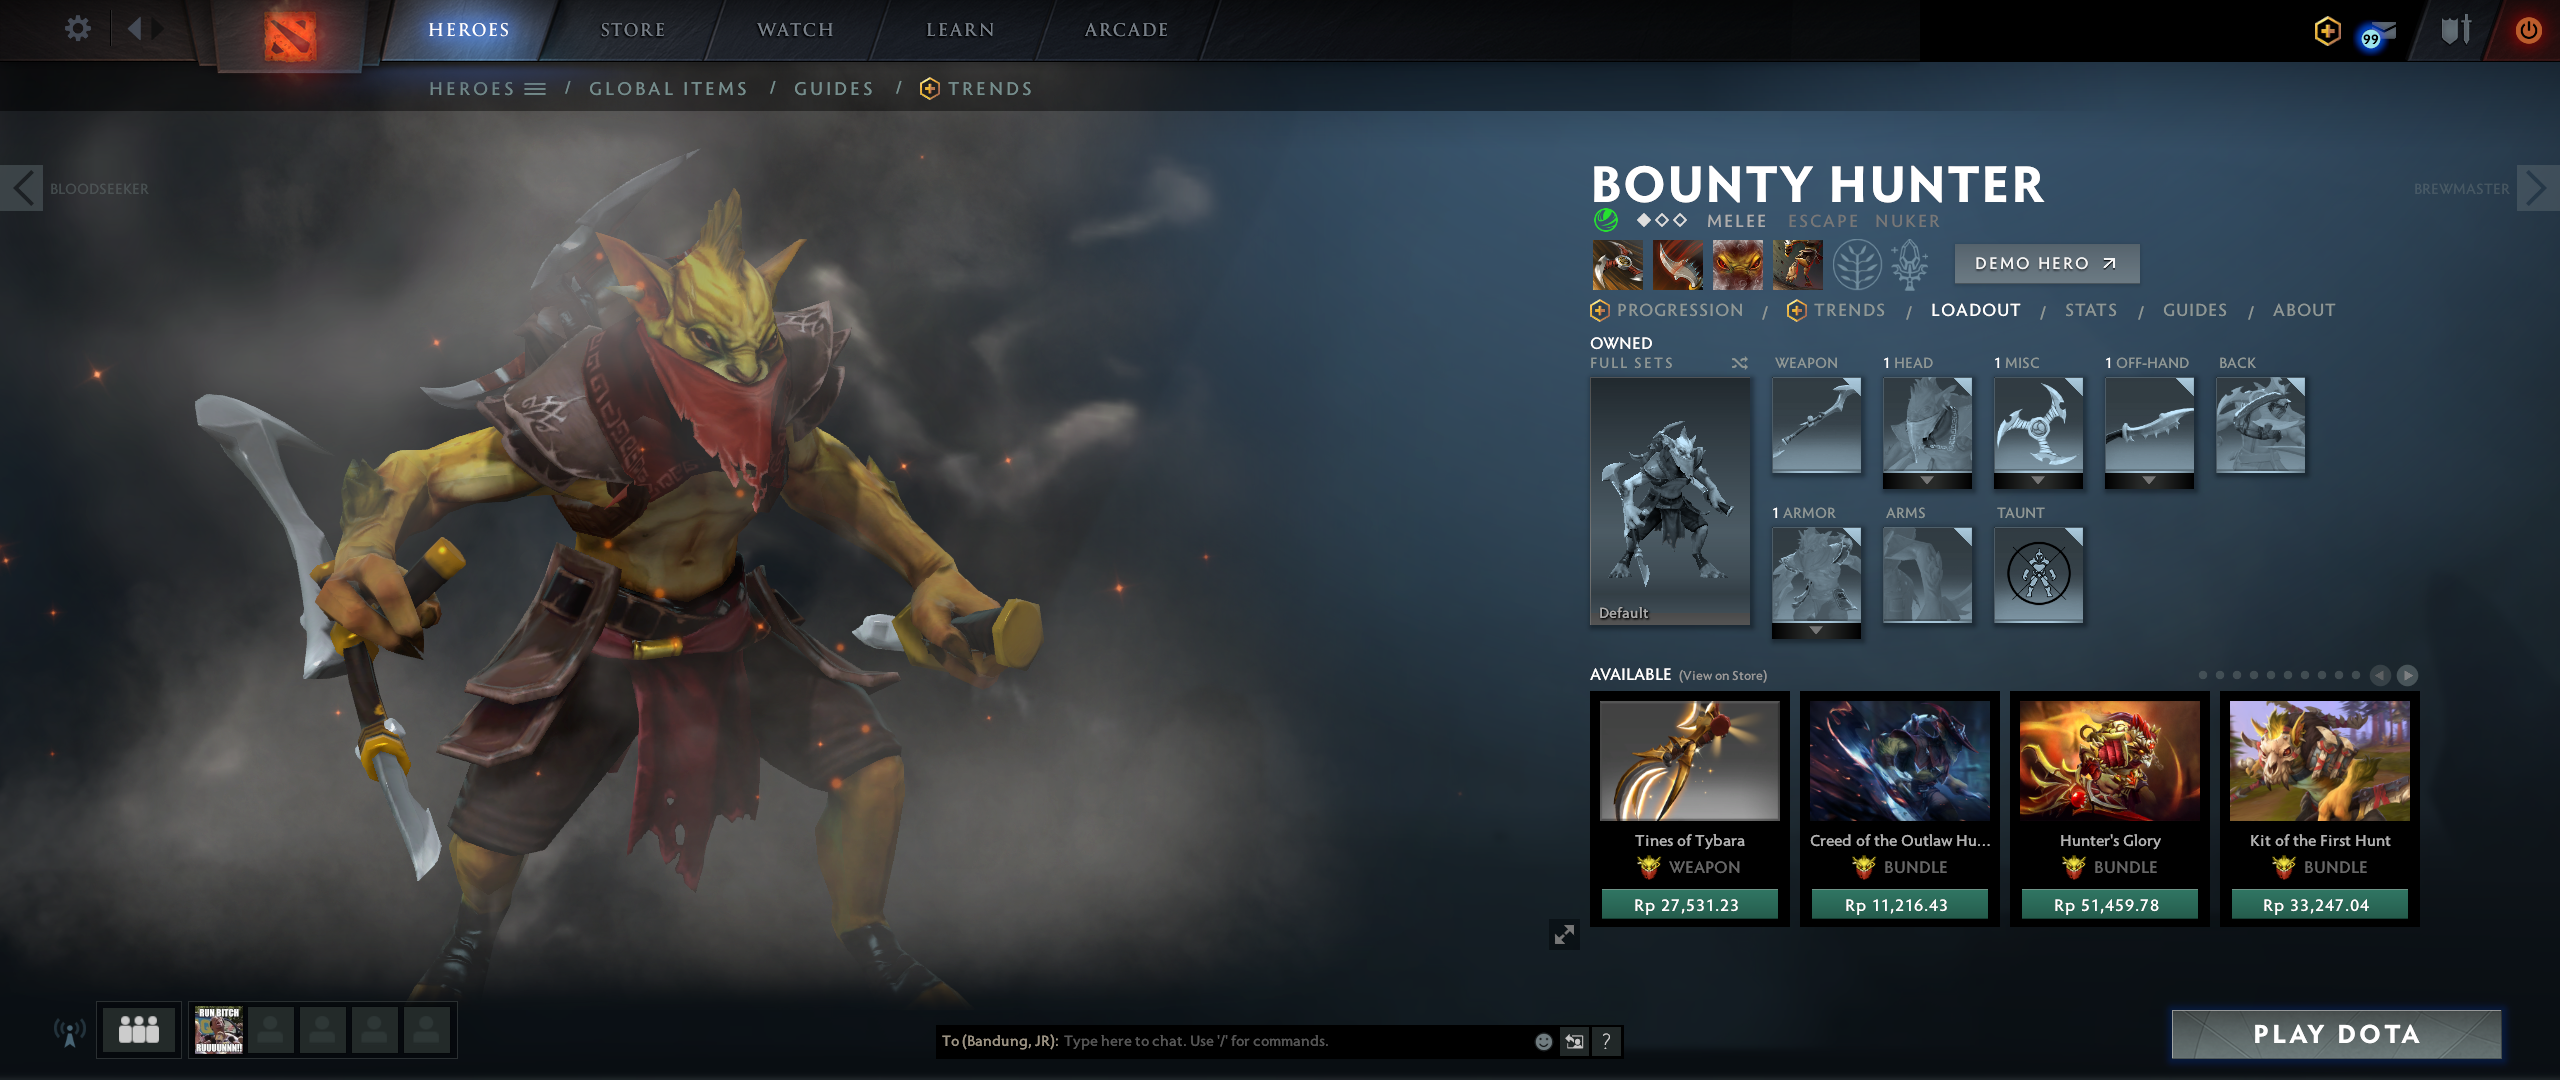 HEROES
STORE
WATCH
LEARN
ARCADE
99
HEROES / GLOBAL ITEMS / GUIDES / TRENDS
BLOODSEEKER
BREWMASTER
BOUNTY HUNTER
MELEE ESCAPE NUKER
DEMO HERO
PROGRESSION / TRENDS / LOADOUT / STATS / GUIDES / ABOUT
OWNED
FULL SETS
WEAPON
1 HEAD
1 MISC
1 OFF-HAND
BACK
Default
1 ARMOR
ARMS
TAUNT
AVAILABLE (View on Store)
Tines of Tybara
WEAPON
Rp 27,531.23
Creed of the Outlaw Hu...
BUNDLE
Rp 11,216.43
Hunter's Glory
BUNDLE
Rp 51,459.78
Kit of the First Hunt
BUNDLE
Rp 33,247.04
RUN BITCH
RUUUUNNN!!
To (Bandung, JR): Type here to chat. Use '/' for commands.
?
PLAY DOTA